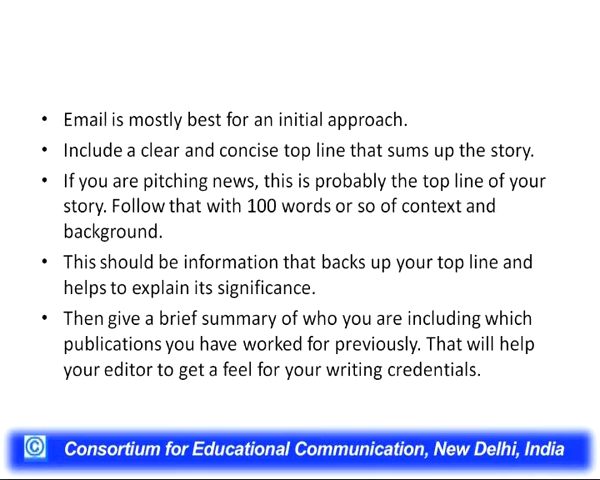 • Email is mostly best for an initial approach.
• Include a clear and concise top line that sums up the story.
• If you are pitching news, this is probably the top line of your
story. Follow that with 100 words or so of context and
background.
• This should be information that backs up your top line and
helps to explain its significance.
• Then give a brief summary of who you are including which
publications you have worked for previously. That will help
your editor to get a feel for your writing credentials.
© Consortium for Educational Communication, New Delhi, India